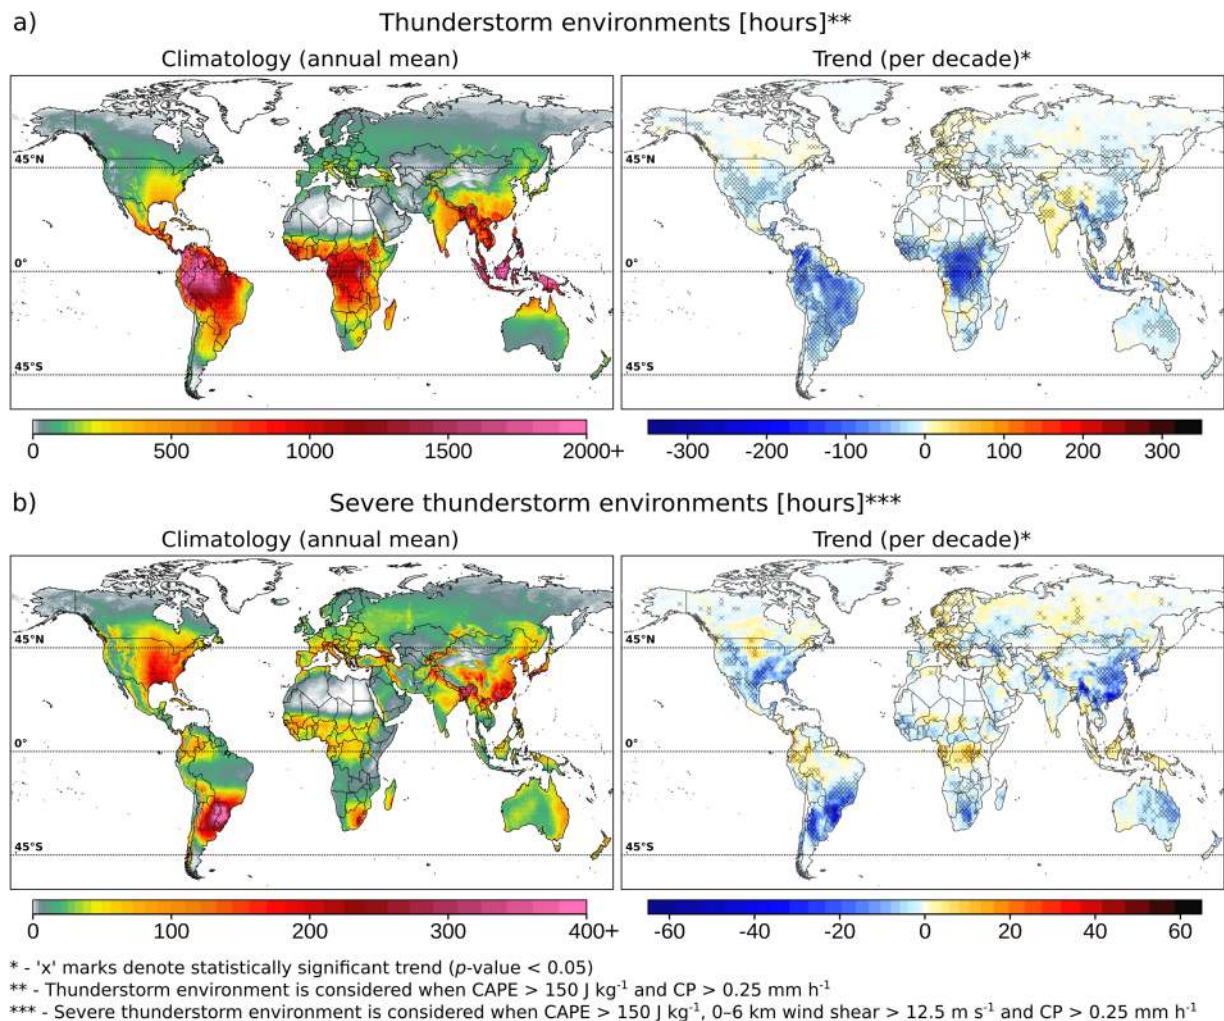 a) Thunderstorm environments [hours]**
Climatology (annual mean) Trend (per decade)*
45°N
0°
45°S
45°N
0°
45°S
0 500 1000 1500 2000+
-300 -200 -100 0 100 200 300
b) Severe thunderstorm environments [hours]***
Climatology (annual mean) Trend (per decade)*
45°N
0°
45°S
45°N
0°
45°S
0 100 200 300 400+
-60 -40 -20 0 20 40 60
* - 'x' marks denote statistically significant trend (p-value < 0.05)
** - Thunderstorm environment is considered when CAPE > 150 J kg⁻¹ and CP > 0.25 mm h⁻¹
*** - Severe thunderstorm environment is considered when CAPE > 150 J kg⁻¹, 0–6 km wind shear > 12.5 m s⁻¹ and CP > 0.25 mm h⁻¹